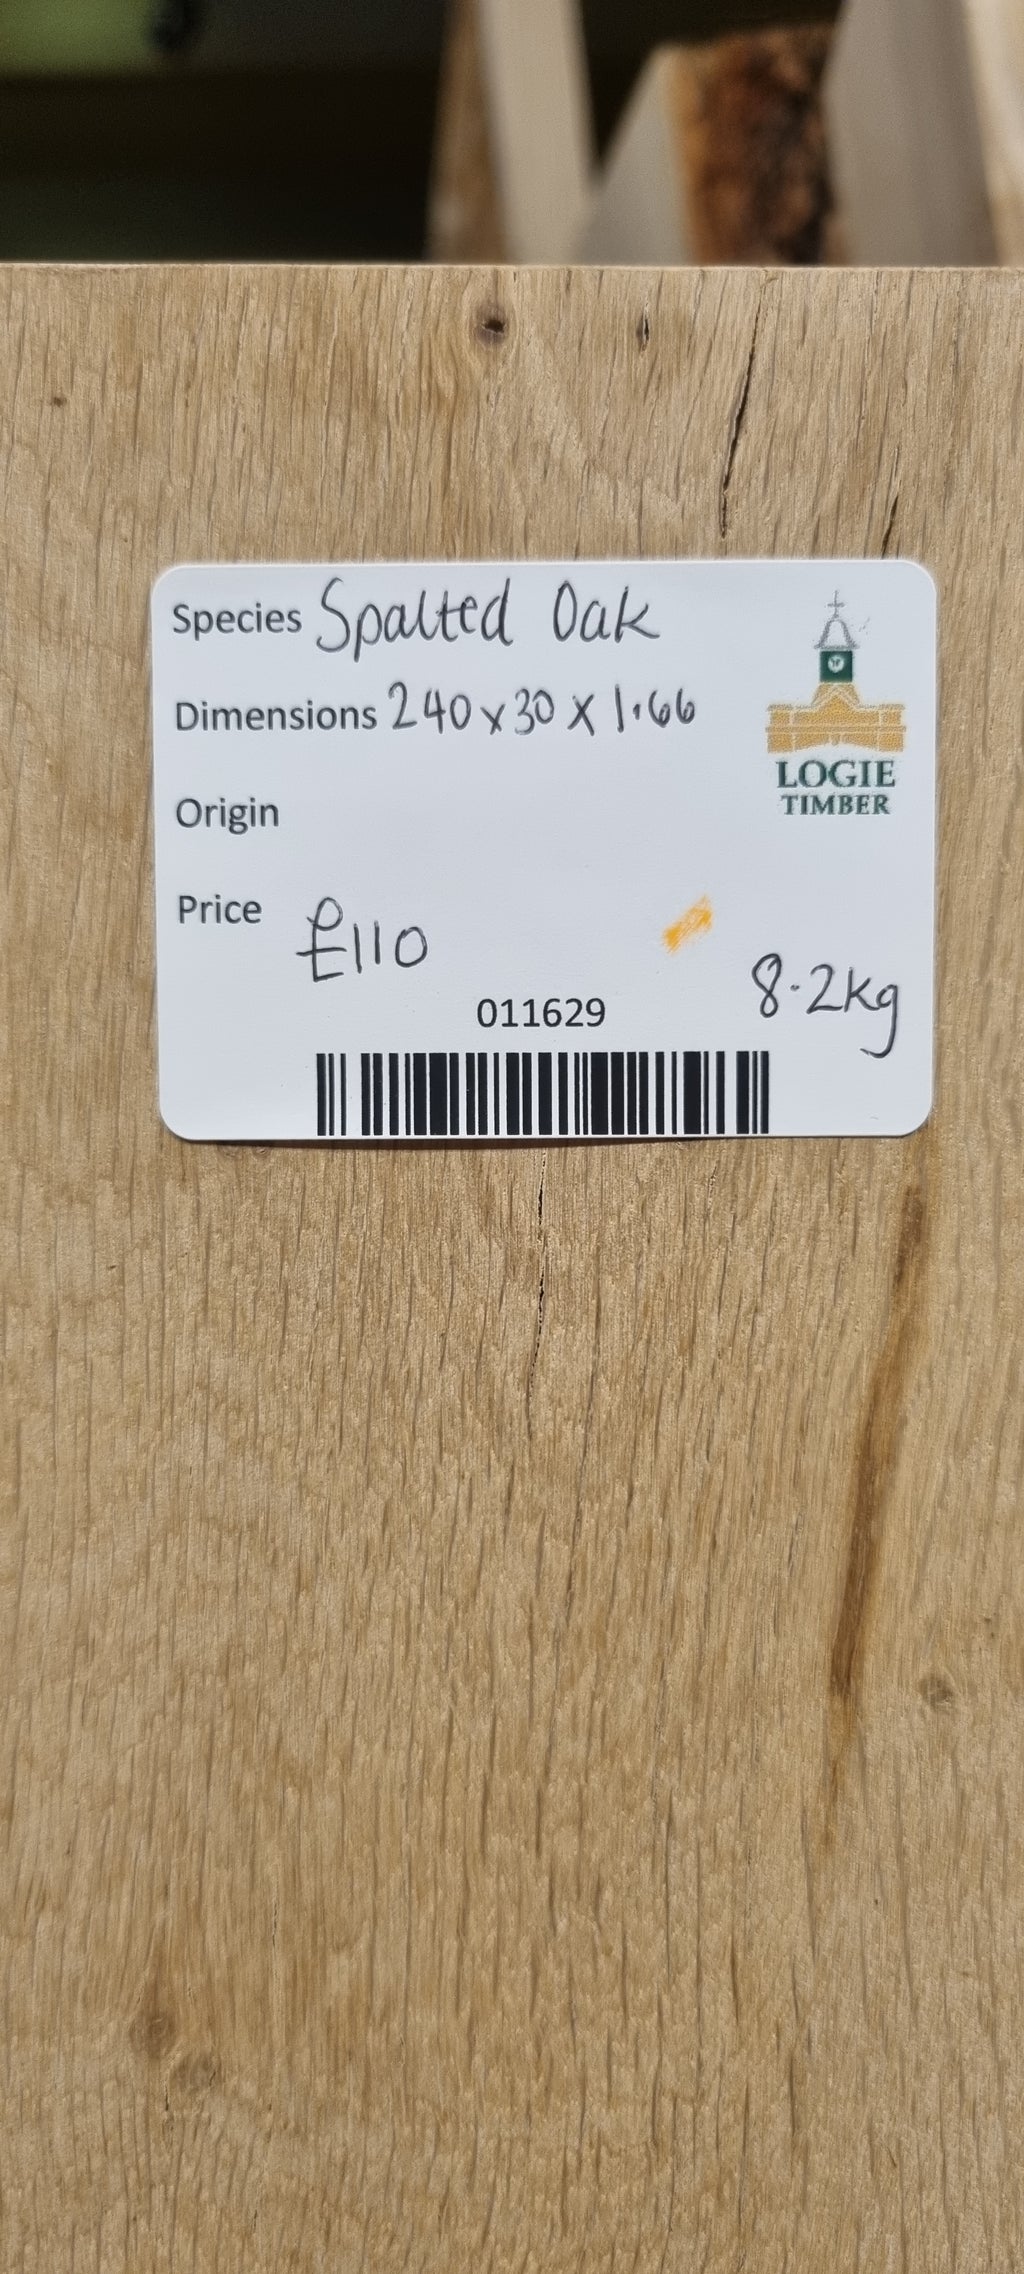 Species Spalted Oak
Dimensions 240 x 30 x 1.66
LOGIE
TIMBER
Origin
Price £110
8.2kg
011629